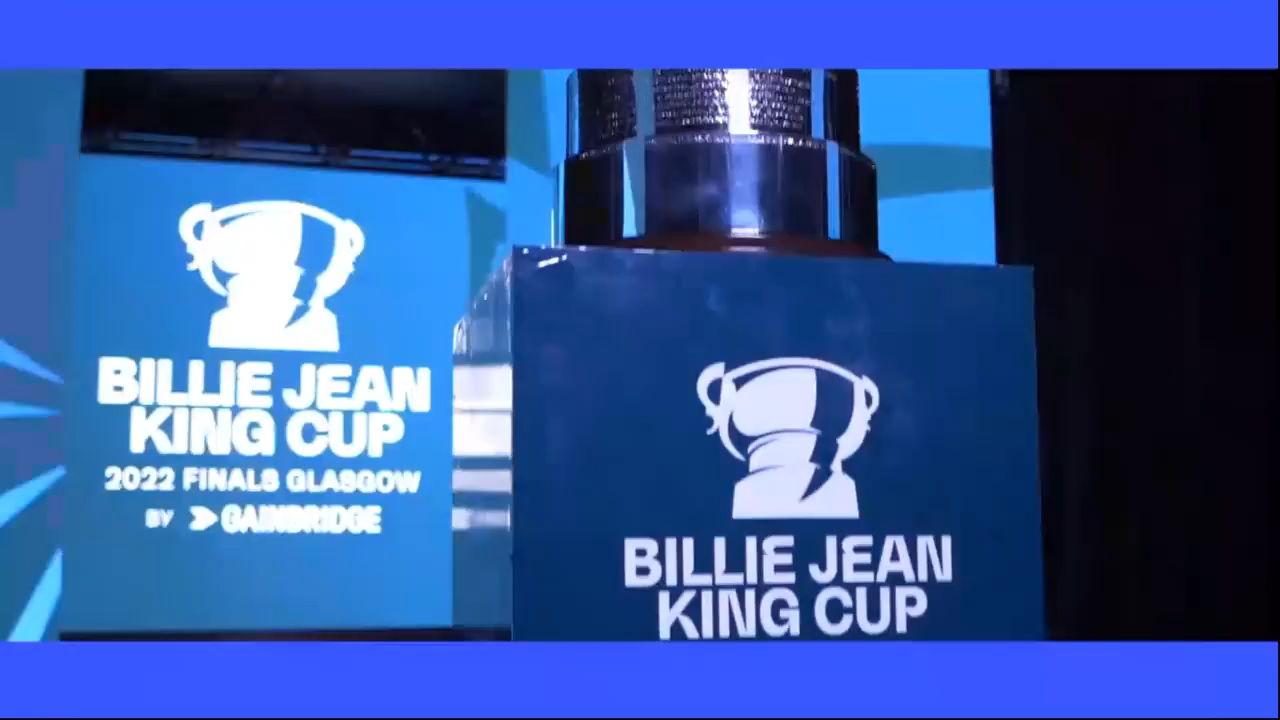 BILLIE JEAN
KING CUP
2022 FINALS GLASGOW
BY GAINBRIDGE
BILLIE JEAN
KING CUP